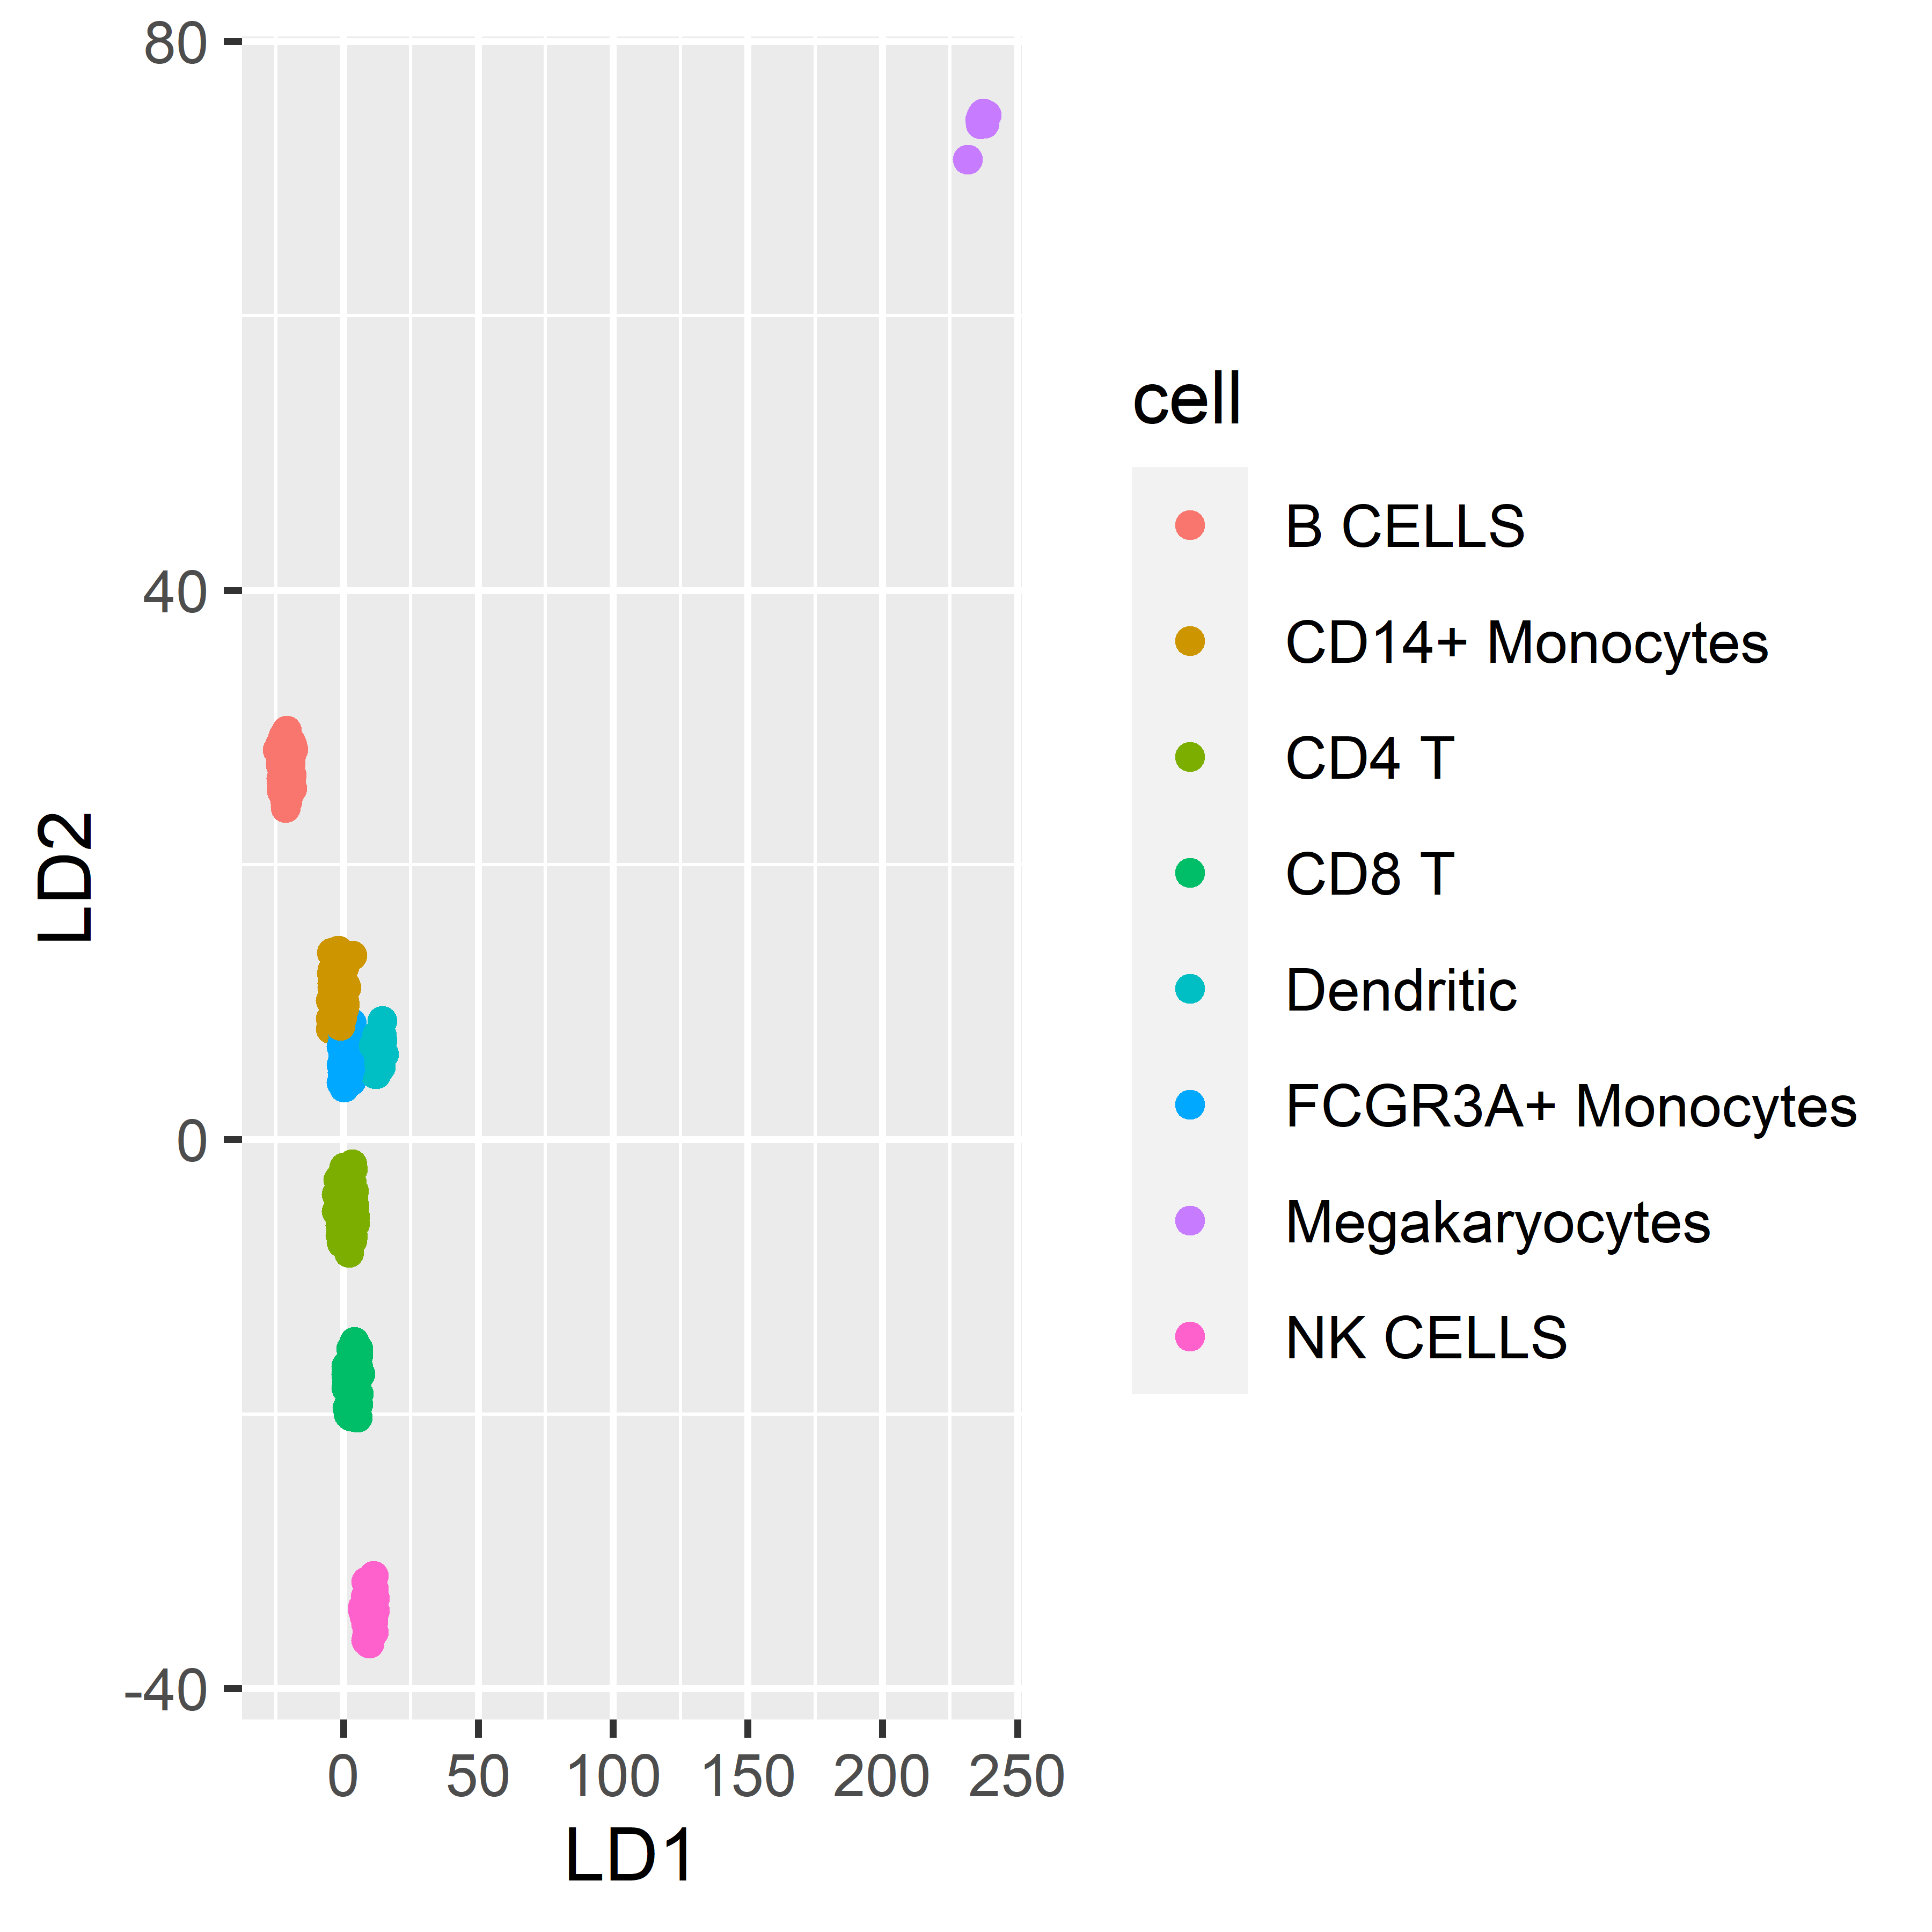 80
40
0
-40
LD2
0 50 100 150 200 250
LD1
cell
B CELLS
CD14+ Monocytes
CD4 T
CD8 T
Dendritic
FCGR3A+ Monocytes
Megakaryocytes
NK CELLS